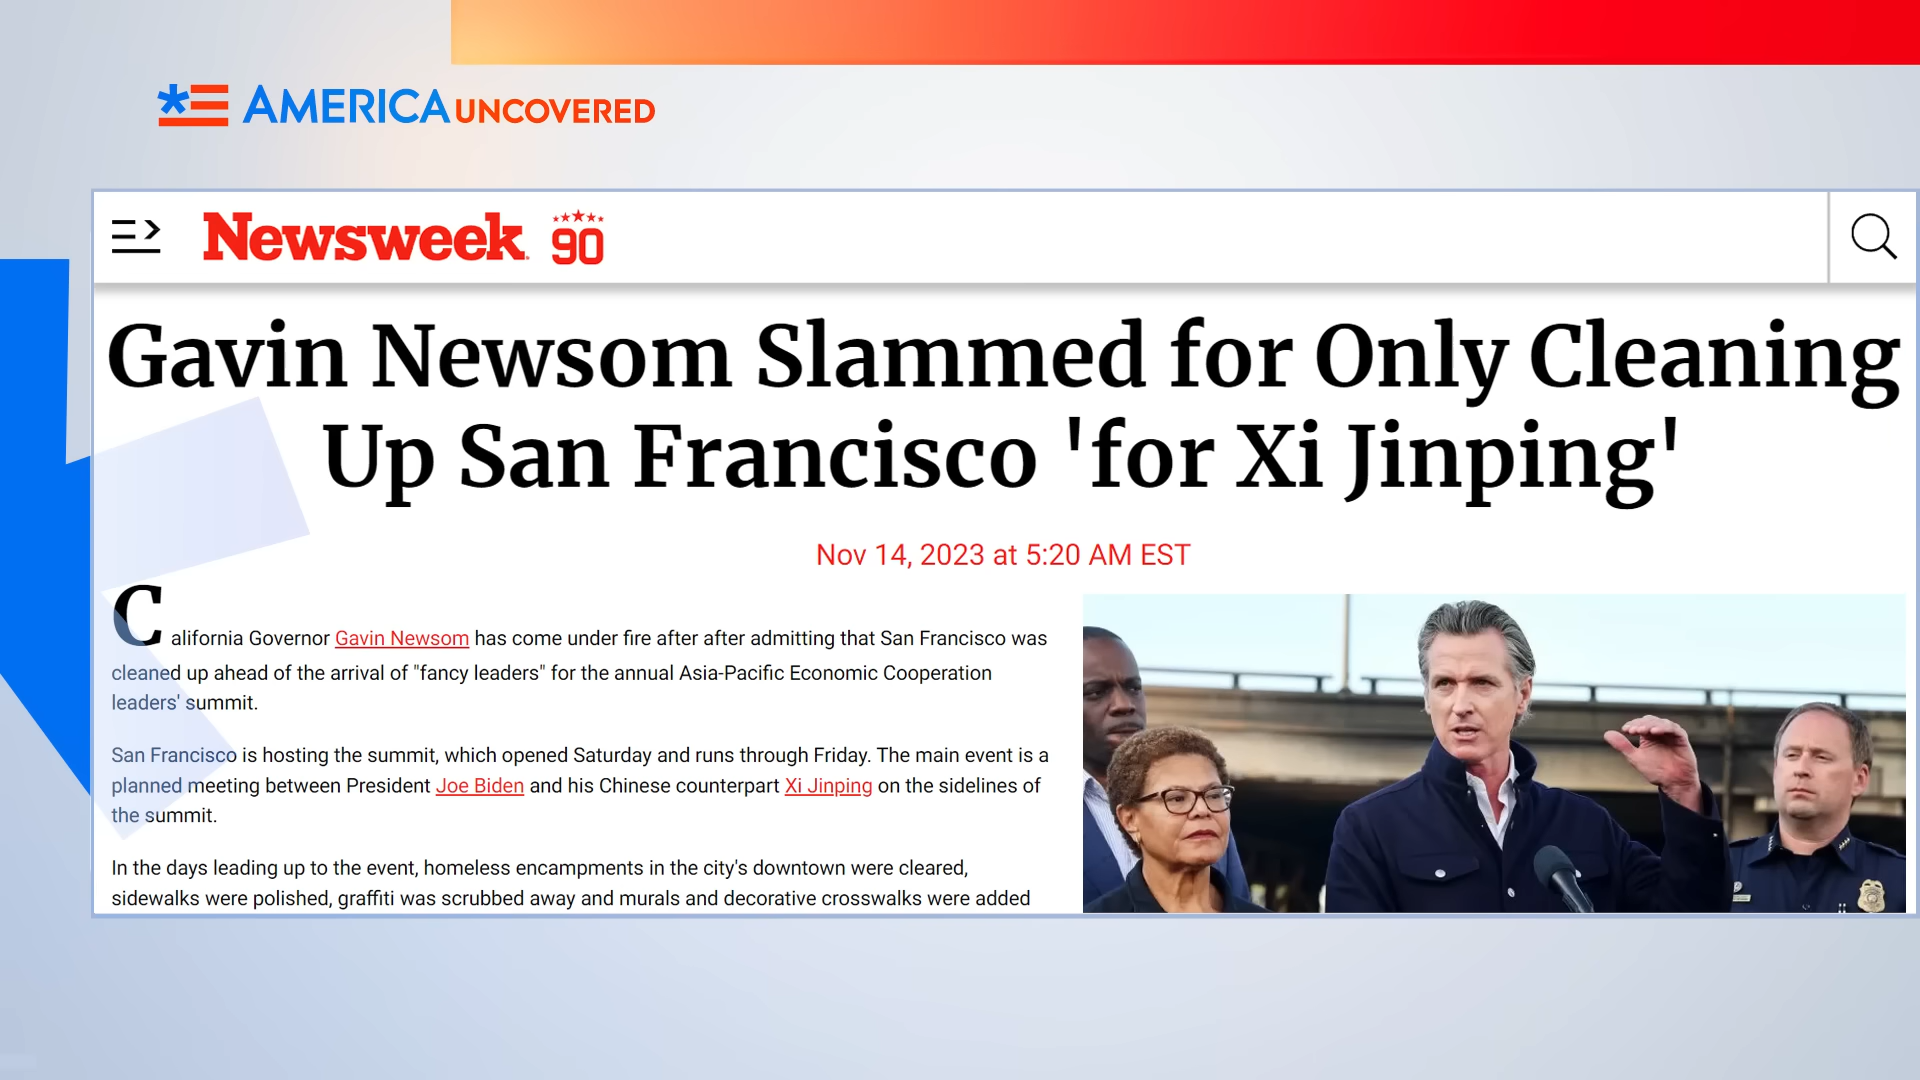 AMERICA UNCOVERED
Newsweek 90
Gavin Newsom Slammed for Only Cleaning
Up San Francisco 'for Xi Jinping'
Nov 14, 2023 at 5:20 AM EST
California Governor Gavin Newsom has come under fire after after admitting that San Francisco was
cleaned up ahead of the arrival of "fancy leaders" for the annual Asia-Pacific Economic Cooperation
leaders' summit.
San Francisco is hosting the summit, which opened Saturday and runs through Friday. The main event is a
planned meeting between President Joe Biden and his Chinese counterpart Xi Jinping on the sidelines of
the summit.
In the days leading up to the event, homeless encampments in the city's downtown were cleared,
sidewalks were polished, graffiti was scrubbed away and murals and decorative crosswalks were added